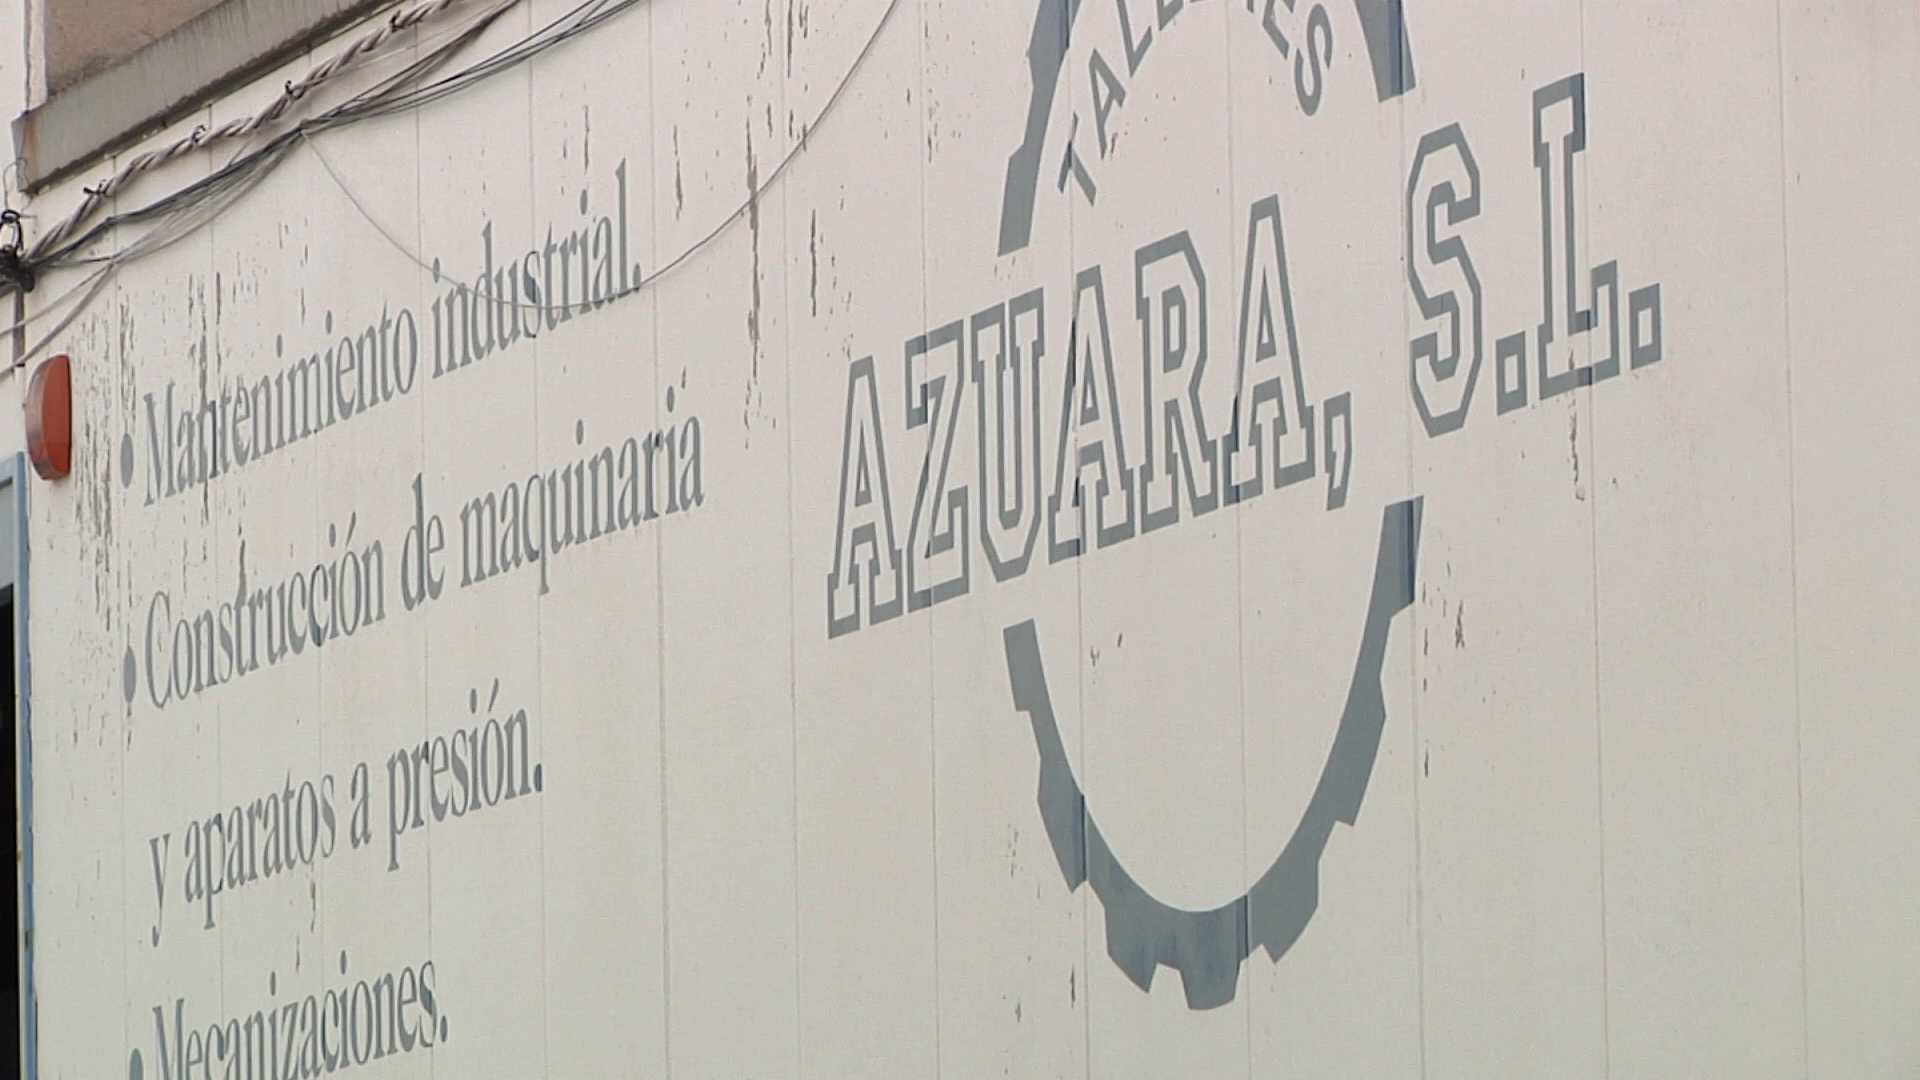 • Mantenimiento industrial.
• Construcción de maquinaria
y aparatos a presión.
• Mecanizaciones.
TALLERES
AZUARA, S.L.